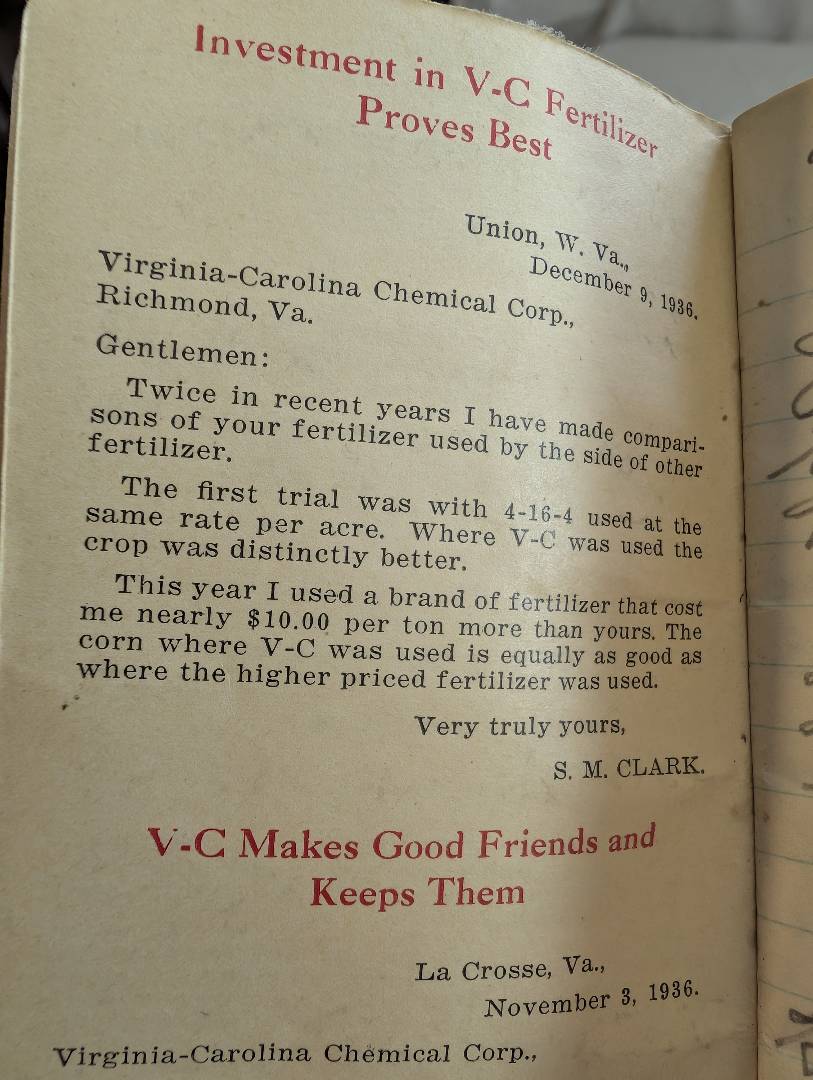 Investment in V-C Fertilizer
Proves Best
Union, W. Va.,
December 9, 1936.
Virginia-Carolina Chemical Corp.,
Richmond, Va.
Gentlemen:
Twice in recent years I have made compari-
sons of your fertilizer used by the side of other
fertilizer.
The first trial was with 4-16-4 used at the
same rate per acre. Where V-C was used the
crop was distinctly better.
This year I used a brand of fertilizer that cost
me nearly $10.00 per ton more than yours. The
corn where V-C was used is equally as good as
where the higher priced fertilizer was used.
Very truly yours,
S. M. CLARK.
V-C Makes Good Friends and
Keeps Them
La Crosse, Va.,
November 3, 1936.
Virginia-Carolina Chemical Corp.,